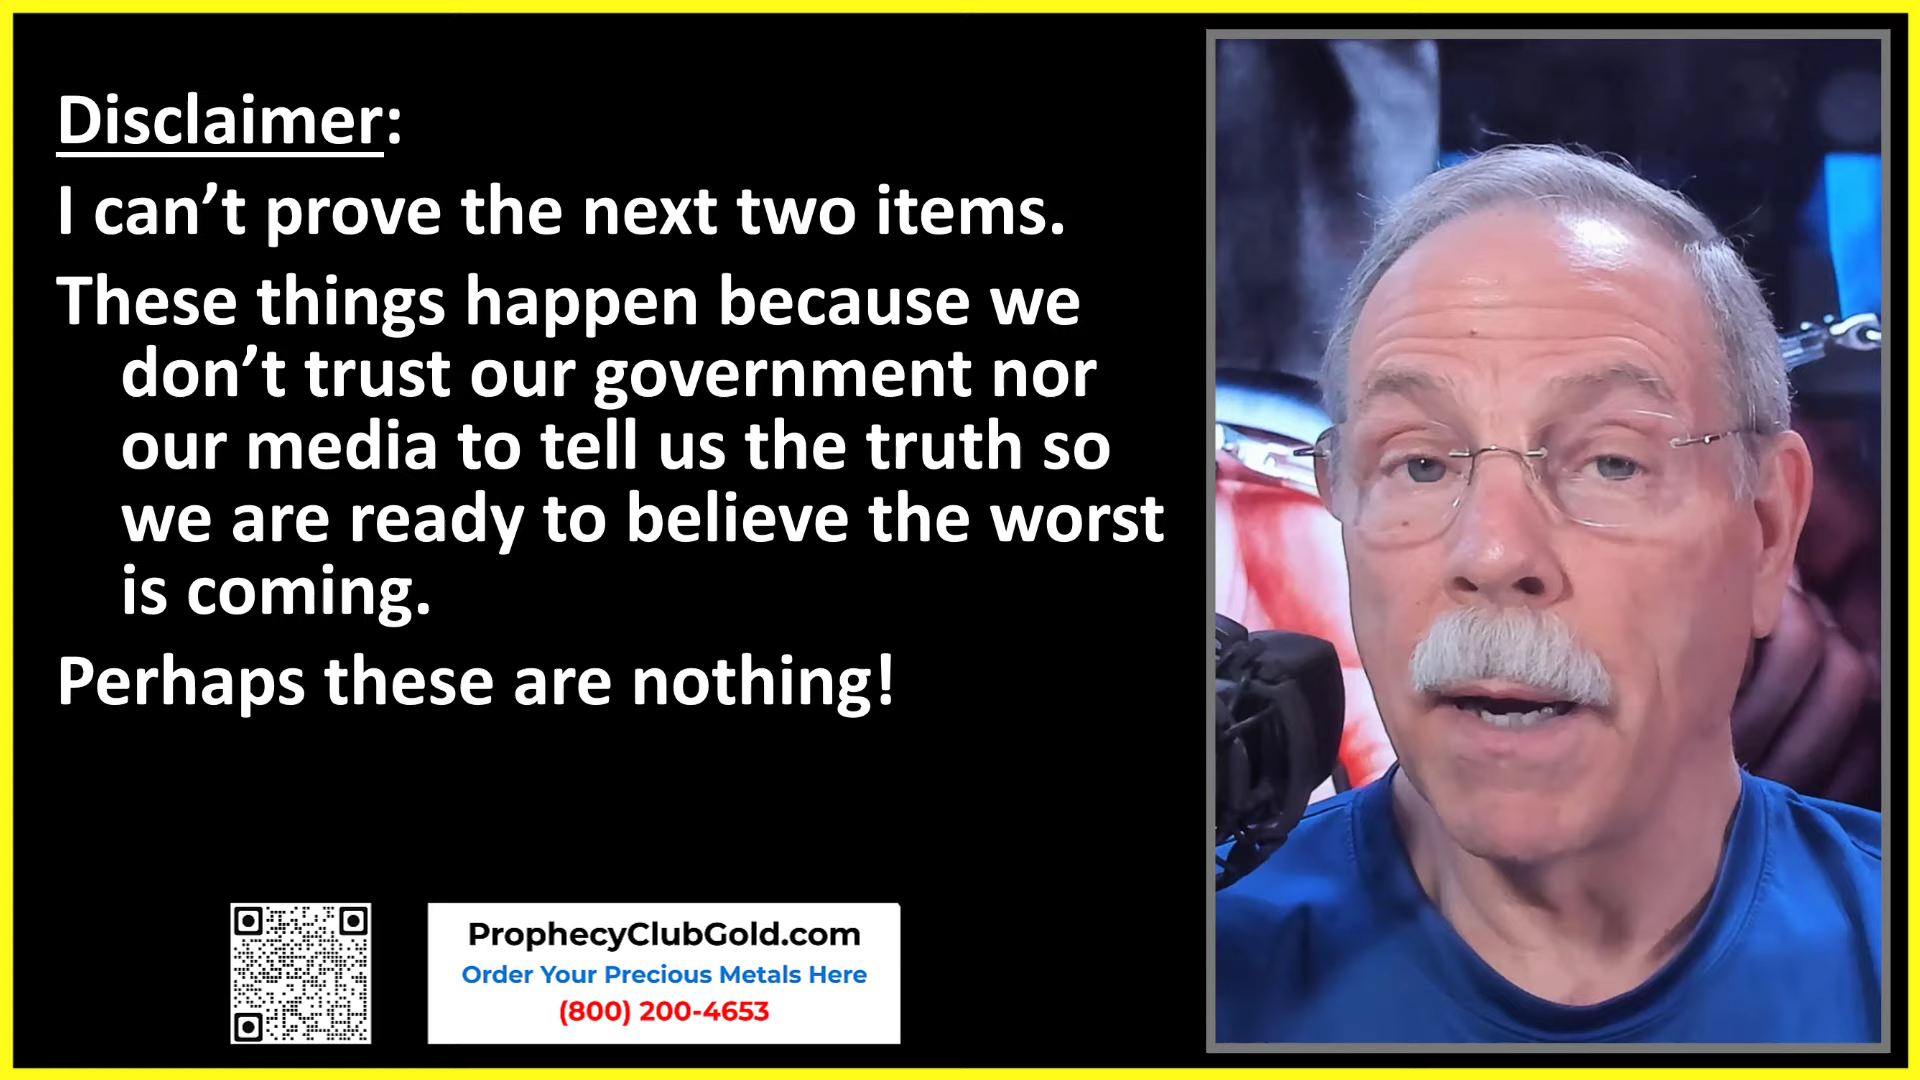 Disclaimer:
I can’t prove the next two items.
These things happen because we
don’t trust our government nor
our media to tell us the truth so
we are ready to believe the worst
is coming.
Perhaps these are nothing!
ProphecyClubGold.com
Order Your Precious Metals Here
(800) 200-4653